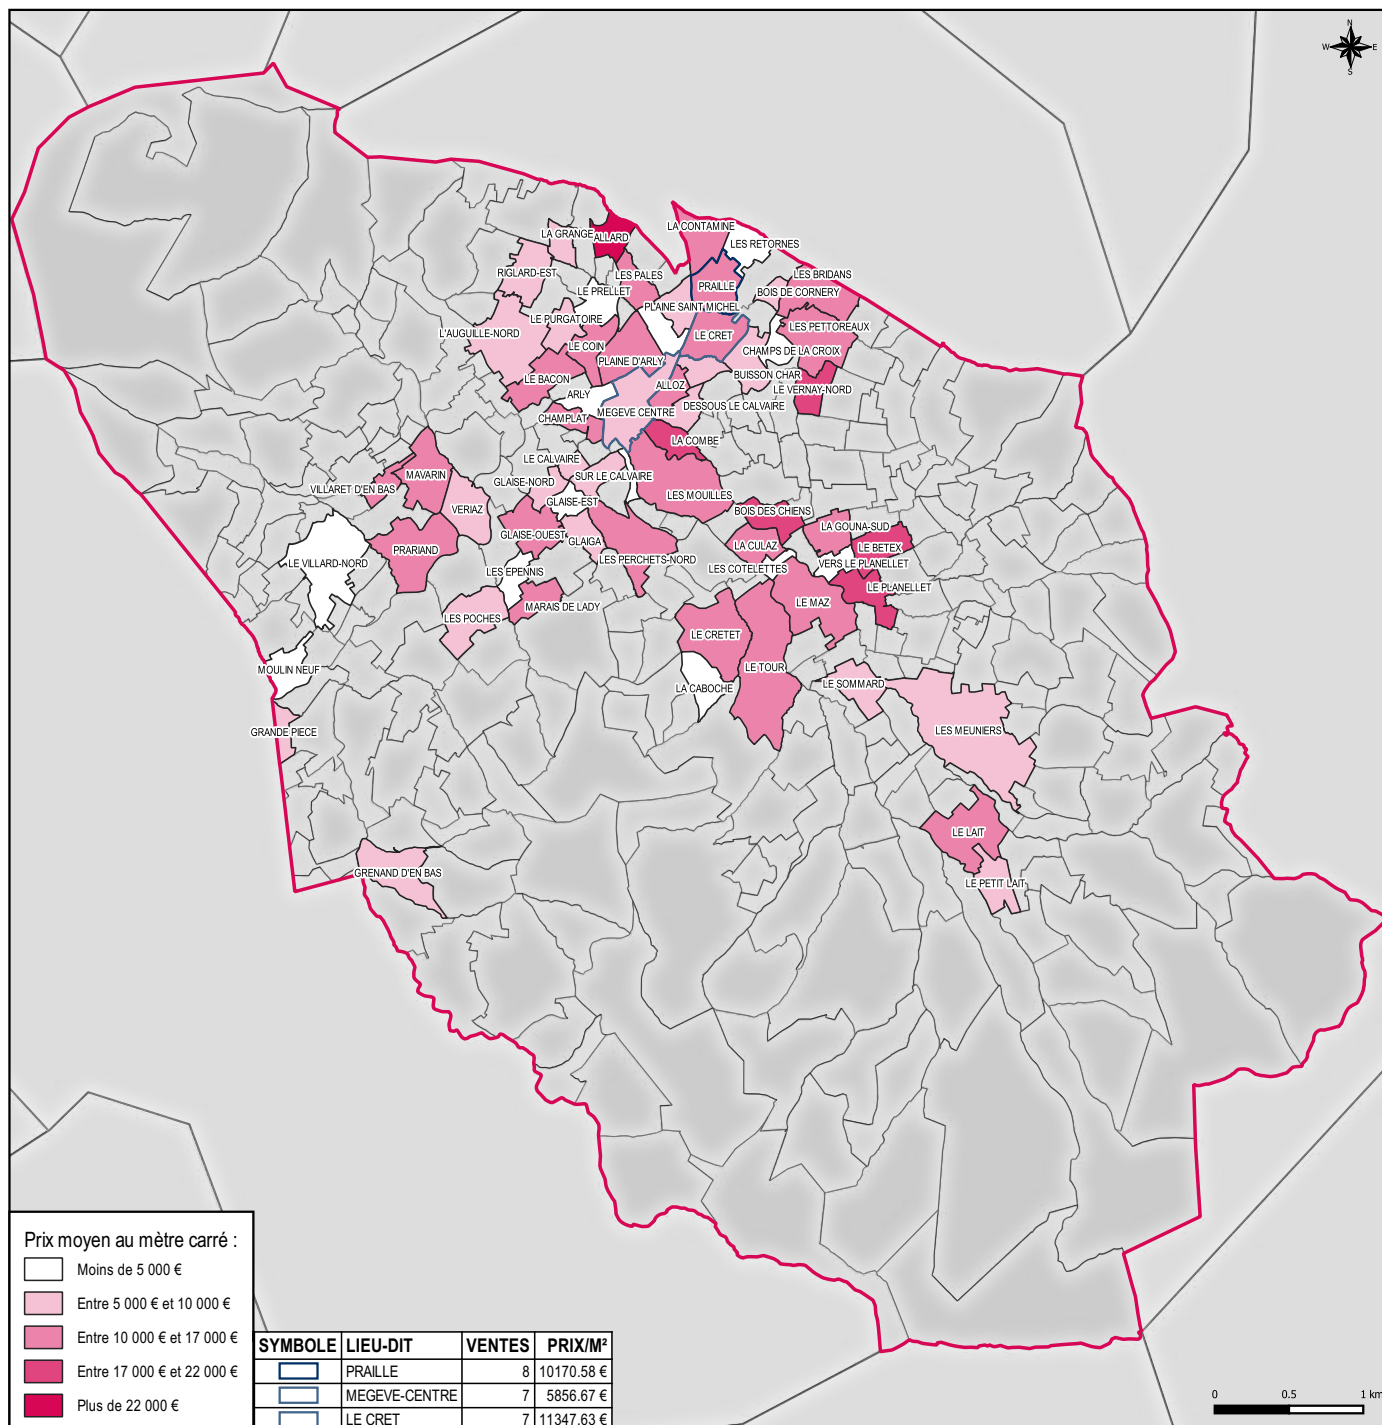 N
W E
S
LA CONTAMINE
LA GRANGE
ALLARD
LES RETORNES
RIGLARD-EST
LES PALES
LES BRIDANS
LE PRELLET
PRAILLE
BOIS DE CORNERY
PLAINE SAINT MICHEL
LE PURGATOIRE
L'AUGUILLE-NORD
LES PETTOREAUX
LE CRET
LE COIN
CHAMPS DE LA CROIX
PLAINE D'ARLY
BUISSON CHAR
LE BACON
ALLOZ
LE VERNAY-NORD
ARLY
DESSOUS LE CALVAIRE
MEGEVE CENTRE
CHAMPLAT
LA COMBE
LE CALVAIRE
MAVARIN
SUR LE CALVAIRE
GLAISE-NORD
VILLARET D'EN BAS
LES MOUILLES
GLAISE-EST
VERIAZ
BOIS DES CHIENS
LA GOUNA-SUD
GLAISE-OUEST
GLAIGA
LA CULAZ
LE BETEX
PRARIAND
LES PERCHETS-NORD
LE VILLARD-NORD
VERS LE PLANELLET
LES COTELETTES
LES EPENNIS
LE PLANELLET
LE MAZ
MARAIS DE LADY
LES POCHES
LE CRETET
LE TOUR
MOULIN NEUF
LE SOMMARD
LA CABOCHE
LES MEUNIERS
GRANDE PIECE
LE LAIT
GRENAND D'EN BAS
LE PETIT LAIT
Prix moyen au mètre carré :
Moins de 5 000 €
Entre 5 000 € et 10 000 €
Entre 10 000 € et 17 000 €
Entre 17 000 € et 22 000 €
Plus de 22 000 €
SYMBOLE LIEU-DIT VENTES PRIX/M²
PRAILLE 8 10170.58 €
MEGEVE-CENTRE 7 5856.67 €
LE CRET 7 11347.63 €
0 0.5 1 km